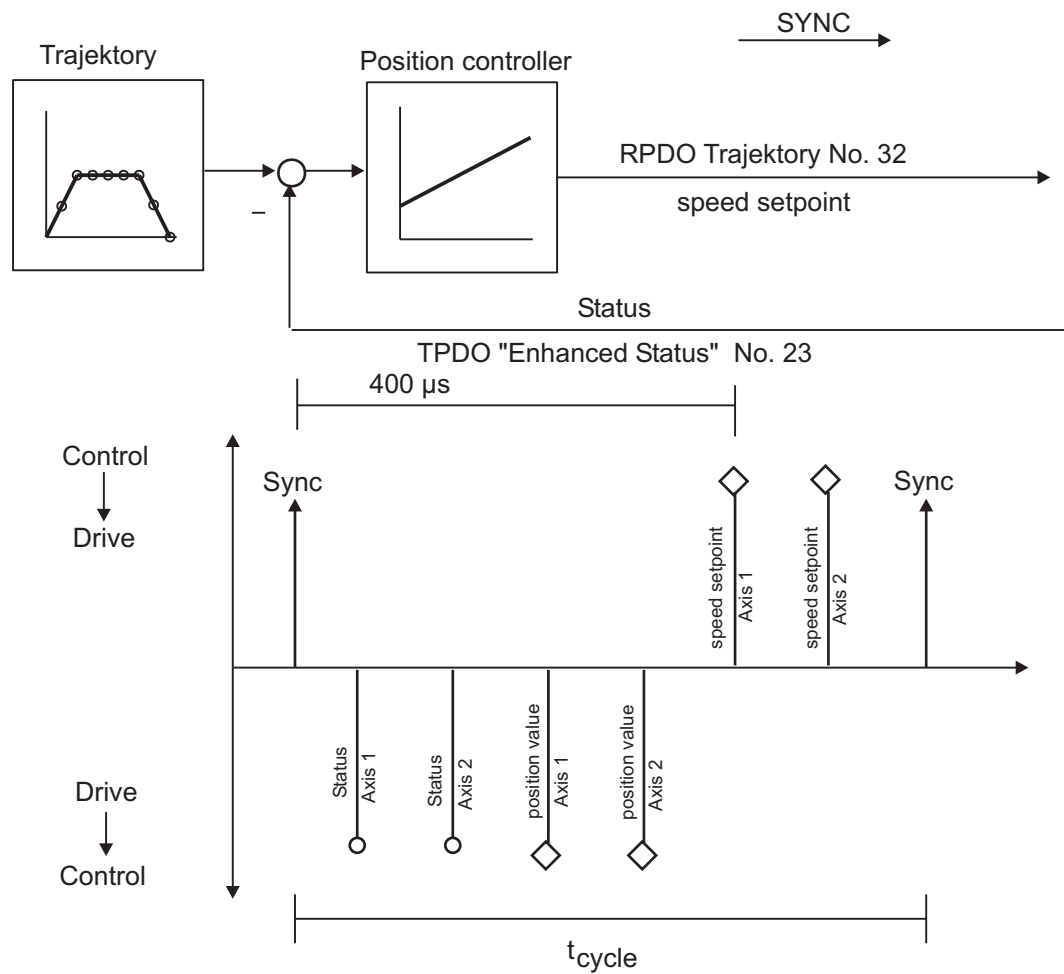 SYNC
Trajektory
Position controller
RPDO Trajektory No. 32
speed setpoint
–
Status
TPDO "Enhanced Status"  No. 23
400 µs
Control
Drive
Sync
speed setpoint
Axis 1
speed setpoint
Axis 2
Sync
Status
Axis 1
Status
Axis 2
position value
Axis 1
position value
Axis 2
Drive
Control
tcycle